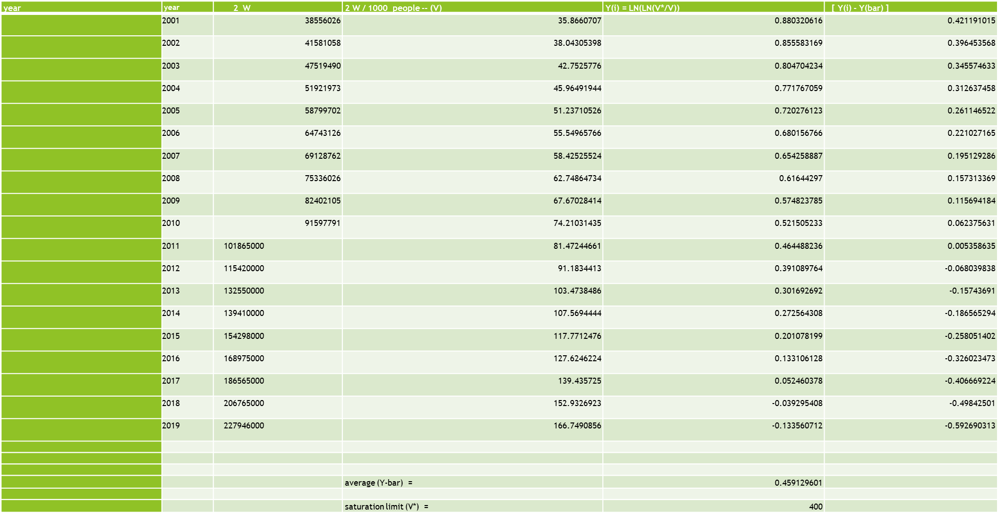 year year 2 W 2 W / 1000 people -- (V) Y(i) = LN(LN(V*/V)) [ Y(i) - Y(bar) ]
2001 38556026 35.8660707 0.880320616 0.421191015
2002 41581058 38.04305398 0.855583169 0.396453568
2003 47519490 42.7525776 0.804704234 0.345574633
2004 51921973 45.96491944 0.771767059 0.312637458
2005 58799702 51.23710526 0.720276123 0.261146522
2006 64743126 55.54965766 0.680156766 0.221027165
2007 69128762 58.42525524 0.654258887 0.195129286
2008 75336026 62.74864734 0.61644297 0.157313369
2009 82402105 67.67028414 0.574823785 0.115694184
2010 91597791 74.21031435 0.521505233 0.062375631
2011 101865000 81.47244661 0.464488236 0.005358635
2012 115420000 91.1834413 0.391089764 -0.068039838
2013 132550000 103.4738486 0.301692692 -0.15743691
2014 139410000 107.5694444 0.272564308 -0.186565294
2015 154298000 117.7712476 0.201078199 -0.258051402
2016 168975000 127.6246224 0.133106128 -0.326023473
2017 186565000 139.435725 0.052460378 -0.406669224
2018 206765000 152.9326923 -0.039295408 -0.49842501
2019 227946000 166.7490856 -0.133560712 -0.592690313
average (Y-bar) = 0.459129601
saturation limit (V*) = 400